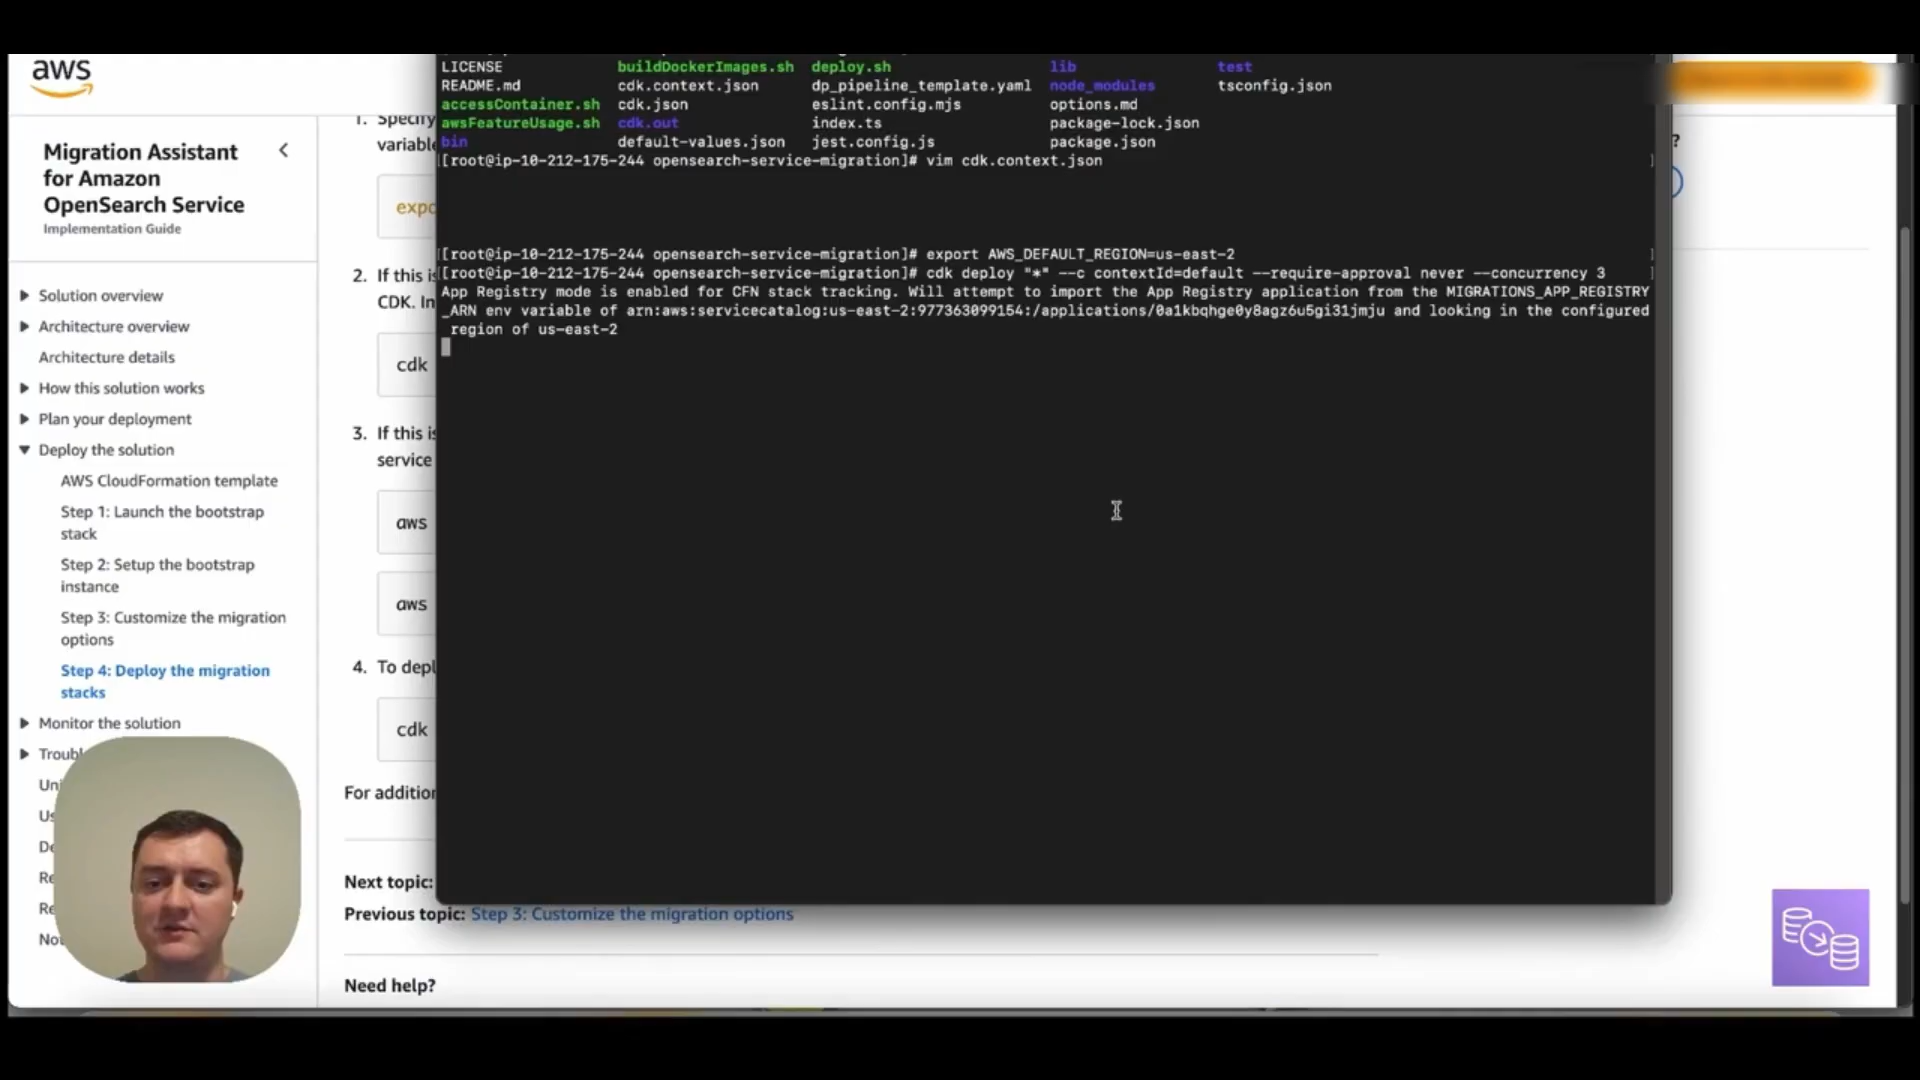 aws
Migration Assistant
for Amazon
OpenSearch Service
Implementation Guide
Solution overview
Architecture overview
Architecture details
How this solution works
Plan your deployment
Deploy the solution
AWS CloudFormation template
Step 1: Launch the bootstrap
stack
Step 2: Setup the bootstrap
instance
Step 3: Customize the migration
options
Step 4: Deploy the migration
stacks
Monitor the solution
Troubl
Un
Us
De
Re
Re
Not
1. Specify
variable
expo
2. If this is
CDK. In
cdk
3. If this is
service
aws
aws
4. To depl
cdk
For addition
Next topic:
Previous topic: Step 3: Customize the migration options
Need help?
?
LICENSE buildDockerImages.sh deploy.sh lib test
README.md cdk.context.json dp_pipeline_template.yaml node_modules tsconfig.json
accessContainer.sh cdk.json eslint.config.mjs options.md
awsFeatureUsage.sh cdk.out index.ts package-lock.json
bin default-values.json jest.config.js package.json
[[root@ip-10-212-175-244 opensearch-service-migration]# vim cdk.context.json ]
[[root@ip-10-212-175-244 opensearch-service-migration]# export AWS_DEFAULT_REGION=us-east-2 ]
[[root@ip-10-212-175-244 opensearch-service-migration]# cdk deploy "*" --c contextId=default --require-approval never --concurrency 3 ]
App Registry mode is enabled for CFN stack tracking. Will attempt to import the App Registry application from the MIGRATIONS_APP_REGISTRY
_ARN env variable of arn:aws:servicecatalog:us-east-2:977363099154:/applications/0a1kbqhge0y8agz6u5gi31jmju and looking in the configured
region of us-east-2